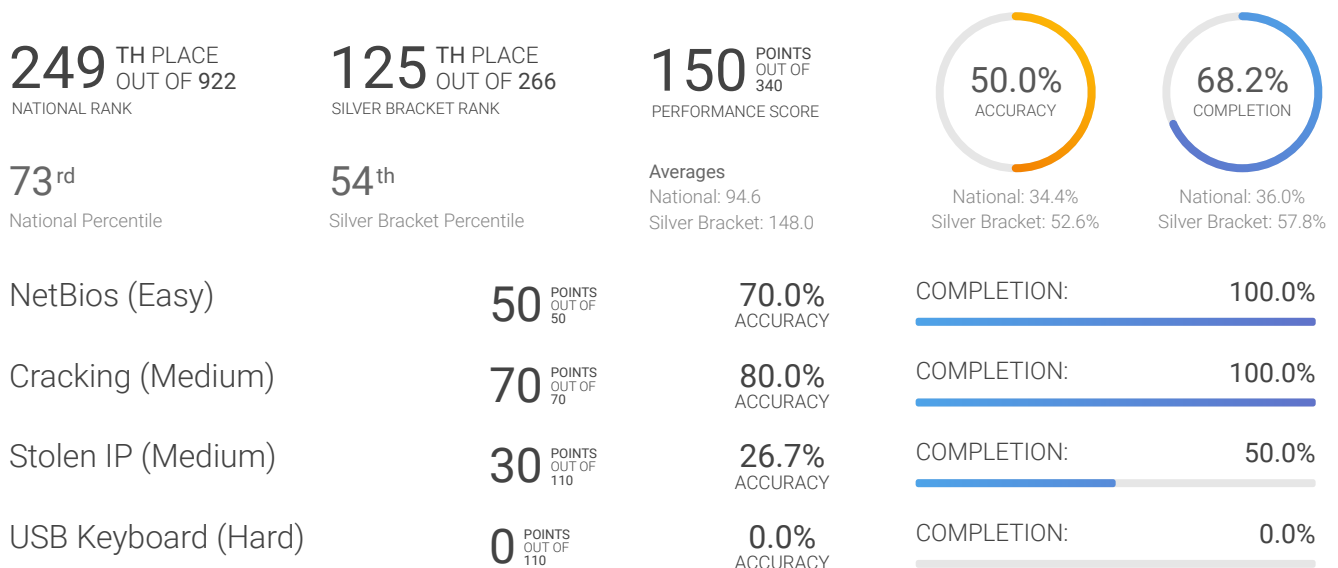 249 TH PLACE
OUT OF 922
NATIONAL RANK
73rd
National Percentile
125 TH PLACE
OUT OF 266
SILVER BRACKET RANK
54th
Silver Bracket Percentile
150 POINTS
OUT OF
340
PERFORMANCE SCORE
Averages
National: 94.6
Silver Bracket: 148.0
50.0%
ACCURACY
National: 34.4%
Silver Bracket: 52.6%
68.2%
COMPLETION
National: 36.0%
Silver Bracket: 57.8%
NetBios (Easy)
50 POINTS
OUT OF
50
70.0%
ACCURACY
COMPLETION: 100.0%
Cracking (Medium)
70 POINTS
OUT OF
70
80.0%
ACCURACY
COMPLETION: 100.0%
Stolen IP (Medium)
30 POINTS
OUT OF
110
26.7%
ACCURACY
COMPLETION: 50.0%
USB Keyboard (Hard)
0 POINTS
OUT OF
110
0.0%
ACCURACY
COMPLETION: 0.0%